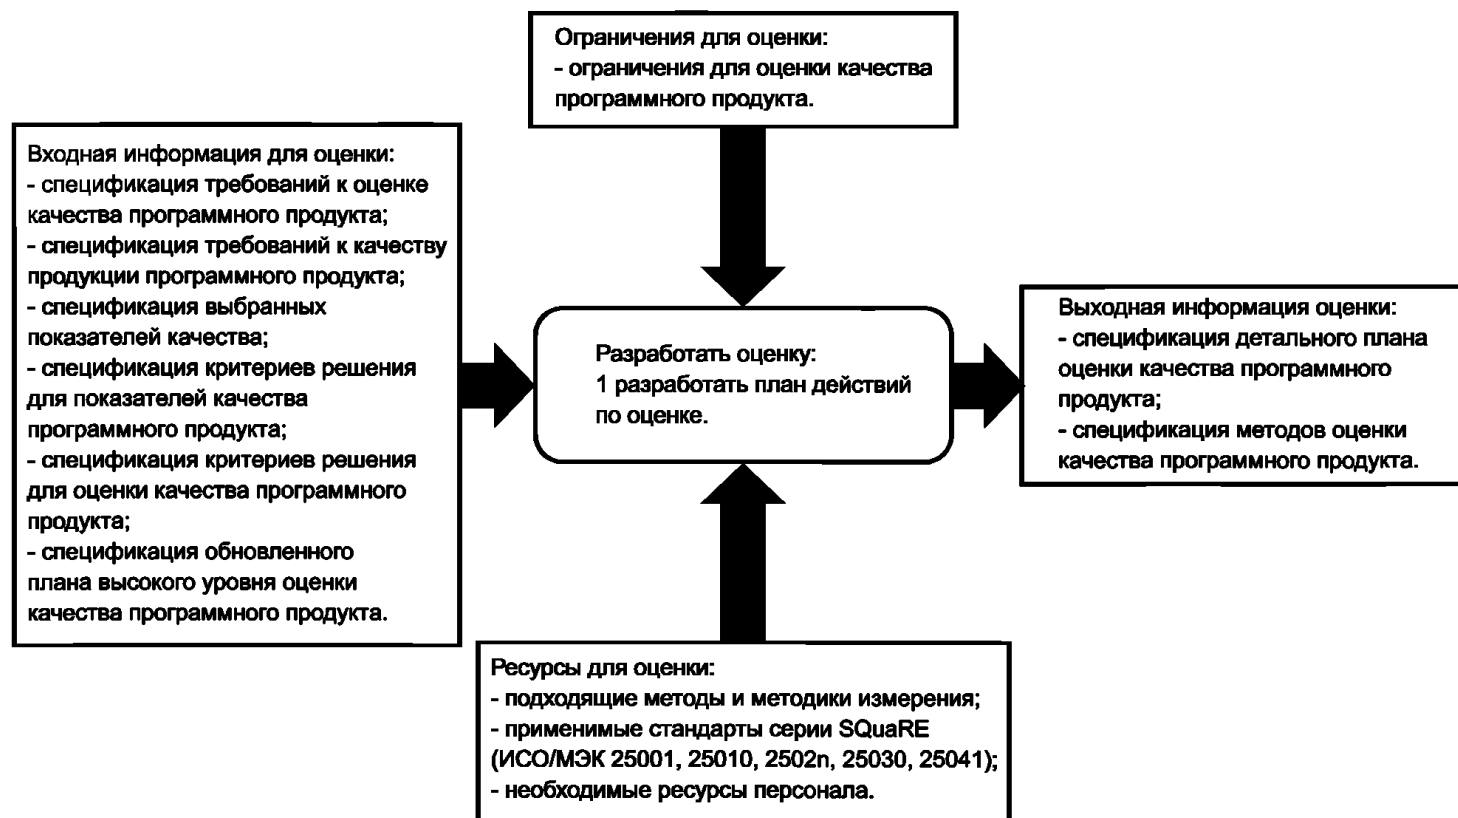 Ограничения для оценки:
- ограничения для оценки качества
программного продукта.
Входная информация для оценки:
- спецификация требований к оценке
качества программного продукта;
- спецификация требований к качеству
продукции программного продукта;
- спецификация выбранных
показателей качества;
- спецификация критериев решения
для показателей качества
программного продукта;
- спецификация критериев решения
для оценки качества программного
продукта;
- спецификация обновленного
плана высокого уровня оценки
качества программного продукта.
Разработать оценку:
1 разработать план действий
по оценке.
Выходная информация оценки:
- спецификация детального плана
оценки качества программного
продукта;
- спецификация методов оценки
качества программного продукта.
Ресурсы для оценки:
- подходящие методы и методики измерения;
- применимые стандарты серии SQuaRE
(ИСО/МЭК 25001, 25010, 2502n, 25030, 25041);
- необходимые ресурсы персонала.